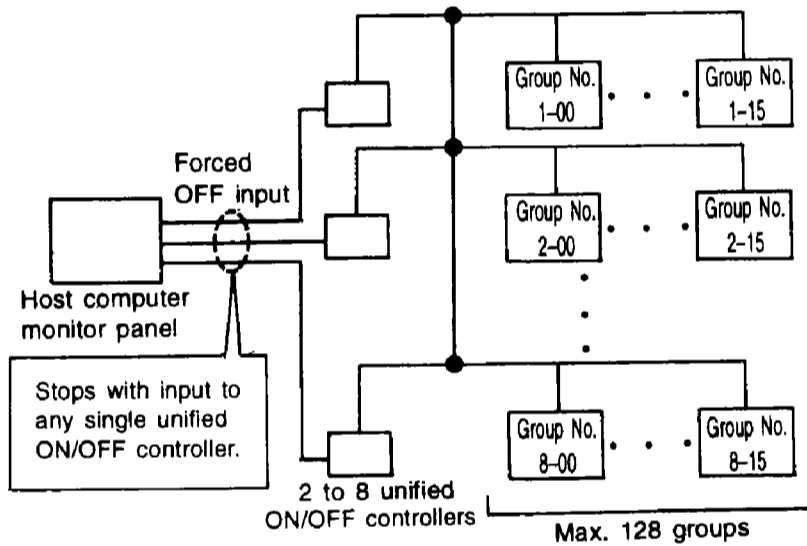 Group No.
1-00
Group No.
1-15
Forced
OFF input
Group No.
2-00
Group No.
2-15
Host computer
monitor panel
Stops with input to
any single unified
ON/OFF controller.
Group No.
8-00
Group No.
8-15
2 to 8 unified
ON/OFF controllers
Max. 128 groups